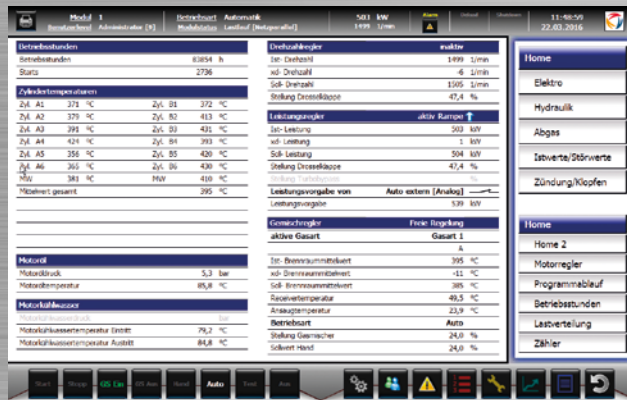 Modul 1 Betriebsart Automatik 503 kW Alarm 11:48:59
Benutzerlevel Administrator [9] Modulstatus Lastlauf [Netzparallel] 1499 1/min 22.03.2016
Betriebsstunden
Betriebsstunden 03854 h
Starts 2736
Zylindertemperaturen
Zyl. A1 371 °C Zyl. B1 372 °C
Zyl. A2 379 °C Zyl. B2 413 °C
Zyl. A3 391 °C Zyl. B3 431 °C
Zyl. A4 424 °C Zyl. B4 393 °C
Zyl. A5 356 °C Zyl. B5 420 °C
Zyl. A6 365 °C Zyl. B6 430 °C
MW 381 °C MW 410 °C
Mittelwert gesamt 395 °C
Motoröl
Motoröldruck 5,3 bar
Motoröltemperatur 85,8 °C
Motorkühlwasser
Motorkühlwasserdruck bar
Motorkühlwassertemperatur Eintritt 79,2 °C
Motorkühlwassertemperatur Austritt 84,8 °C
Drehzahlregler inaktiv
Ist- Drehzahl 1499 1/min
xd- Drehzahl -6 1/min
Soll- Drehzahl 1505 1/min
Stellung Drosselklappe 47,4 %
Leistungsregler aktiv Rampe
Ist- Leistung 503 kW
xd- Leistung 1 kW
Soll- Leistung 504 kW
Stellung Drosselklappe 47,4 %
Stellung Turbobypass %
Leistungsvorgabe von Auto extern [Analog]
Leistungsvorgabe 539 kW
Gemischregler Freie Regelung
aktive Gasart Gasart 1
A
Ist- Brennraummittelwert 395 °C
xd- Brennraummittelwert -11 °C
Soll- Brennraummittelwert 385 °C
Receivertemperatur 49,5 °C
Ansaugtemperatur 23,9 °C
Betriebsart Auto
Stellung Gasmischer 24,0 %
Sollwert Hand 24,0 %
Home
Elektro
Hydraulik
Abgas
Istwerte/Störwerte
Zündung/Klopfen
Home
Home 2
Motorregler
Programmablauf
Betriebsstunden
Lastverteilung
Zähler
Start Stopp GS Ein GS Aus Hand Auto Test Aus